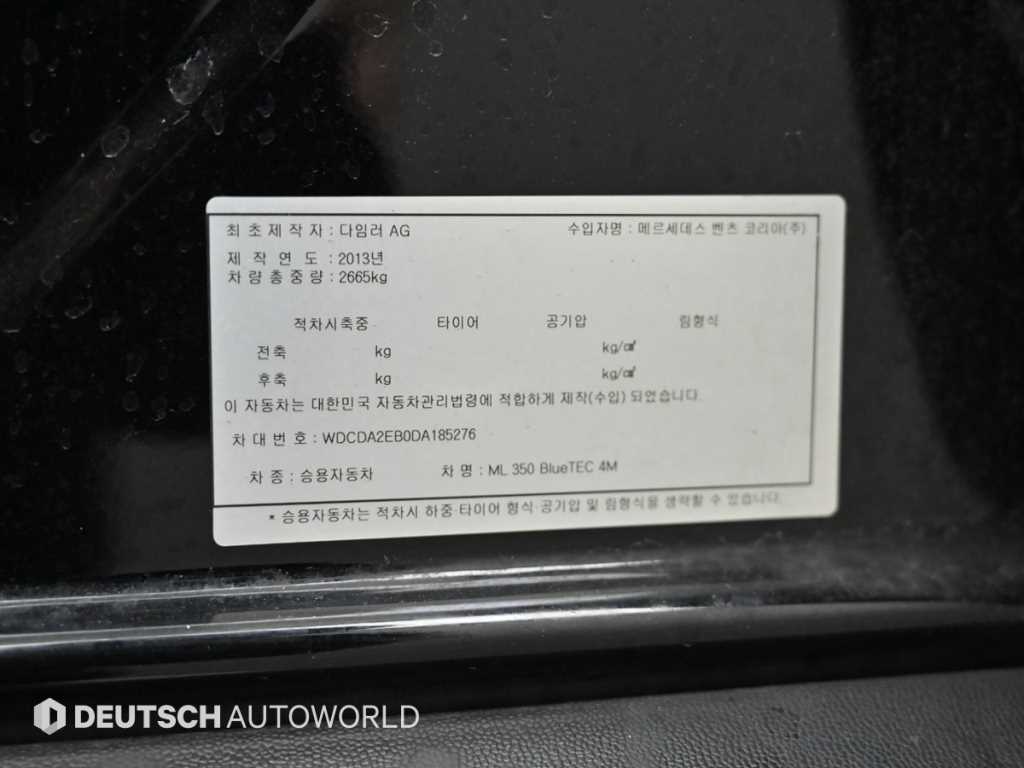 최 초 제 작 자 : 다임러 AG 수입자명 : 메르세데스 벤츠 코리아(주)
제 작 연 도 : 2013년
차 량 총 중 량 : 2665kg
적차시축중 타이어 공기압 림형식
전축 kg kg/㎠
후축 kg kg/㎠
이 자동차는 대한민국 자동차관리법령에 적합하게 제작(수입) 되었습니다.
차 대 번 호 : WDCDA2EB0DA185276
차 종 : 승용자동차 차 명 : ML 350 BlueTEC 4M
* 승용자동차는 적차시 하중·타이어 형식·공기압 및 림형식을 생략할 수 있습니다.
DEUTSCH AUTOWORLD